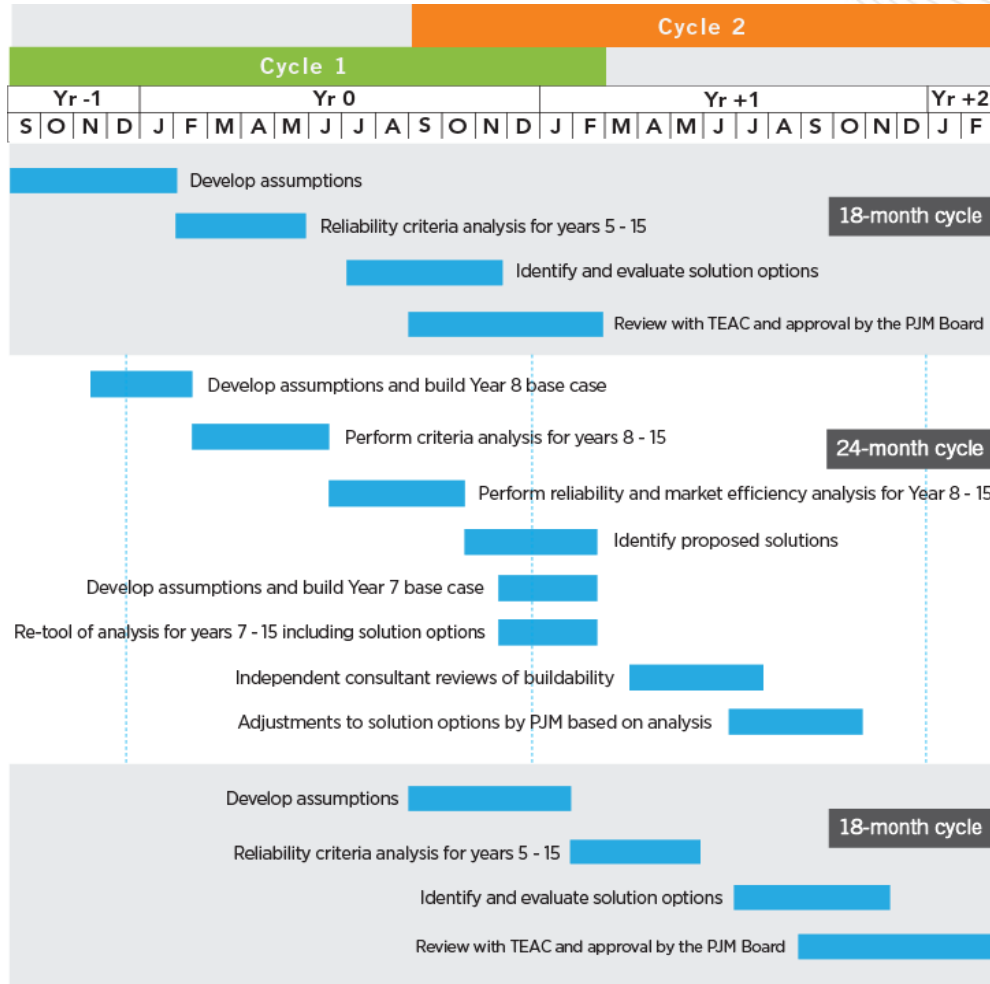 Cycle 2
Cycle 1
Yr -1 Yr 0 Yr +1 Yr +2
S O N D J F M A M J J A S O N D J F M A M J J A S O N D J F
Develop assumptions
18-month cycle
Reliability criteria analysis for years 5 - 15
Identify and evaluate solution options
Review with TEAC and approval by the PJM Board
Develop assumptions and build Year 8 base case
Perform criteria analysis for years 8 - 15
24-month cycle
Perform reliability and market efficiency analysis for Year 8 - 15
Identify proposed solutions
Develop assumptions and build Year 7 base case
Re-tool of analysis for years 7 - 15 including solution options
Independent consultant reviews of buildability
Adjustments to solution options by PJM based on analysis
Develop assumptions
18-month cycle
Reliability criteria analysis for years 5 - 15
Identify and evaluate solution options
Review with TEAC and approval by the PJM Board